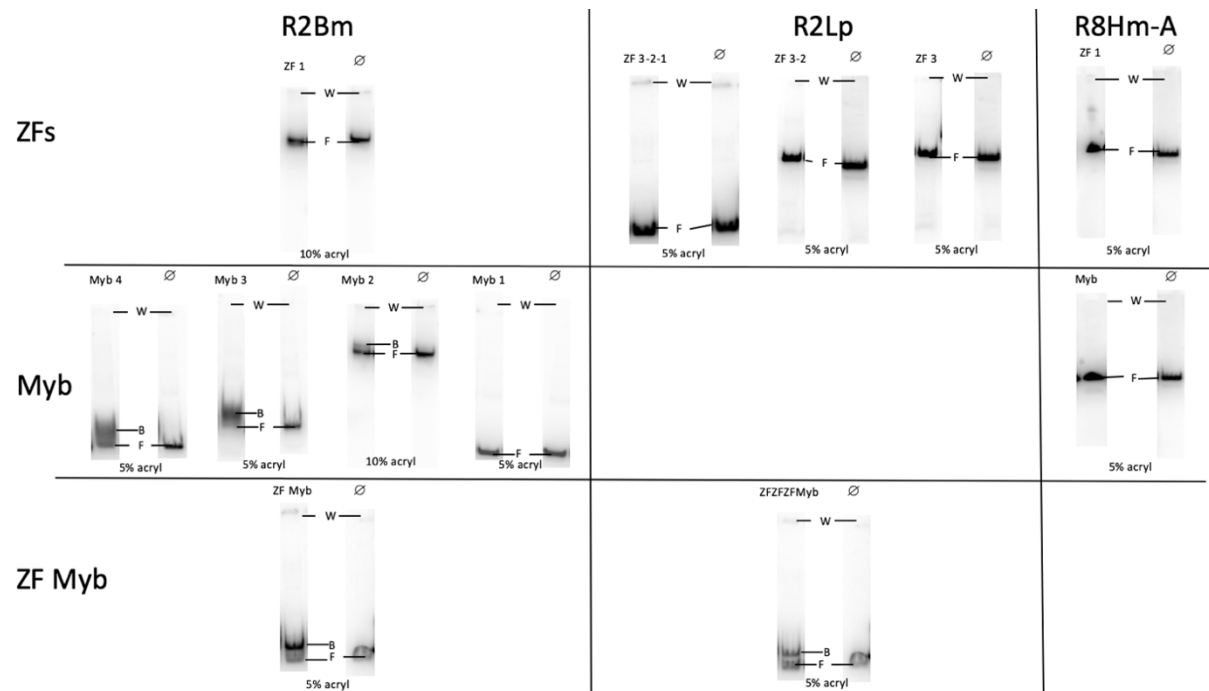 R2Bm R2Lp R8Hm-A
ZFs
ZF 1 ∅
W
F
10% acryl
ZF 3-2-1 ∅
W
F
5% acryl
ZF 3-2 ∅
W
F
5% acryl
ZF 3 ∅
W
F
5% acryl
ZF 1 ∅
W
F
5% acryl
Myb
Myb 4 ∅
W
B
F
5% acryl
Myb 3 ∅
W
B
F
5% acryl
Myb 2 ∅
W
B
F
10% acryl
Myb 1 ∅
W
F
5% acryl
Myb ∅
W
F
5% acryl
ZF Myb
ZF Myb ∅
W
B
F
5% acryl
ZFZFZFMyb ∅
W
B
F
5% acryl